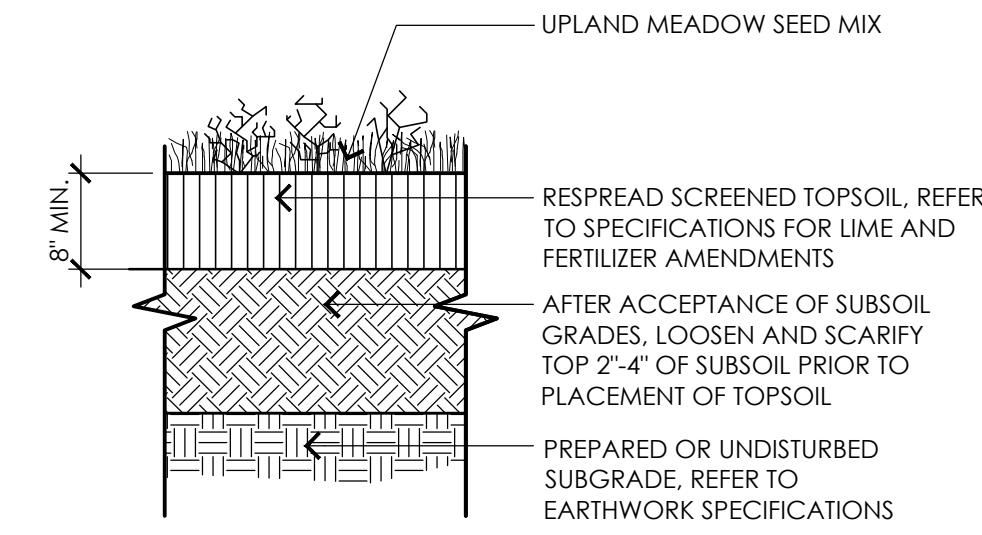 UPLAND MEADOW SEED MIX
8" MIN.
RESPREAD SCREENED TOPSOIL, REFER
TO SPECIFICATIONS FOR LIME AND
FERTILIZER AMENDMENTS
AFTER ACCEPTANCE OF SUBSOIL
GRADES, LOOSEN AND SCARIFY
TOP 2"-4" OF SUBSOIL PRIOR TO
PLACEMENT OF TOPSOIL
PREPARED OR UNDISTURBED
SUBGRADE, REFER TO
EARTHWORK SPECIFICATIONS